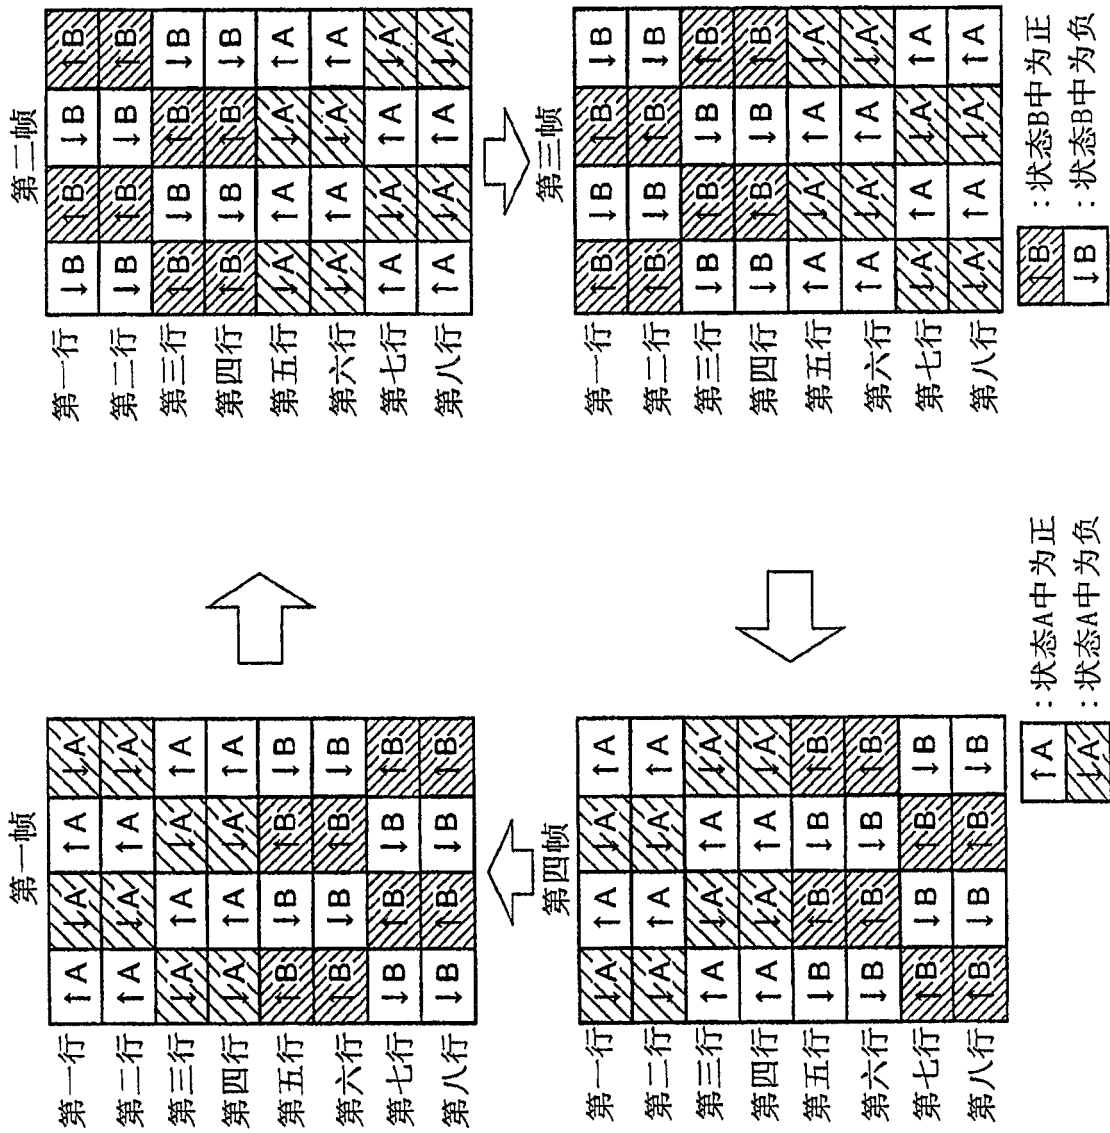 第一帧
第一行 ↑A ↓A ↑A ↓A
第二行 ↑A ↓A ↑A ↓A
第三行 ↓A ↑A ↓A ↑A
第四行 ↓A ↑A ↓A ↑A
第五行 ↑B ↓B ↑B ↓B
第六行 ↑B ↓B ↑B ↓B
第七行 ↓B ↑B ↓B ↑B
第八行 ↓B ↑B ↓B ↑B
第二帧
第一行 ↓B ↑B ↓B ↑B
第二行 ↓B ↑B ↓B ↑B
第三行 ↑B ↓B ↑B ↓B
第四行 ↑B ↓B ↑B ↓B
第五行 ↓A ↑A ↓A ↑A
第六行 ↓A ↑A ↓A ↑A
第七行 ↑A ↓A ↑A ↓A
第八行 ↑A ↓A ↑A ↓A
第四帧
第一行 ↓A ↑A ↓A ↑A
第二行 ↓A ↑A ↓A ↑A
第三行 ↑A ↓A ↑A ↓A
第四行 ↑A ↓A ↑A ↓A
第五行 ↓B ↑B ↓B ↑B
第六行 ↓B ↑B ↓B ↑B
第七行 ↑B ↓B ↑B ↓B
第八行 ↑B ↓B ↑B ↓B
第三帧
第一行 ↑B ↓B ↑B ↓B
第二行 ↑B ↓B ↑B ↓B
第三行 ↓B ↑B ↓B ↑B
第四行 ↓B ↑B ↓B ↑B
第五行 ↑A ↓A ↑A ↓A
第六行 ↑A ↓A ↑A ↓A
第七行 ↓A ↑A ↓A ↑A
第八行 ↓A ↑A ↓A ↑A
↑A :状态A中为正
↓A :状态A中为负
↑B :状态B中为正
↓B :状态B中为负